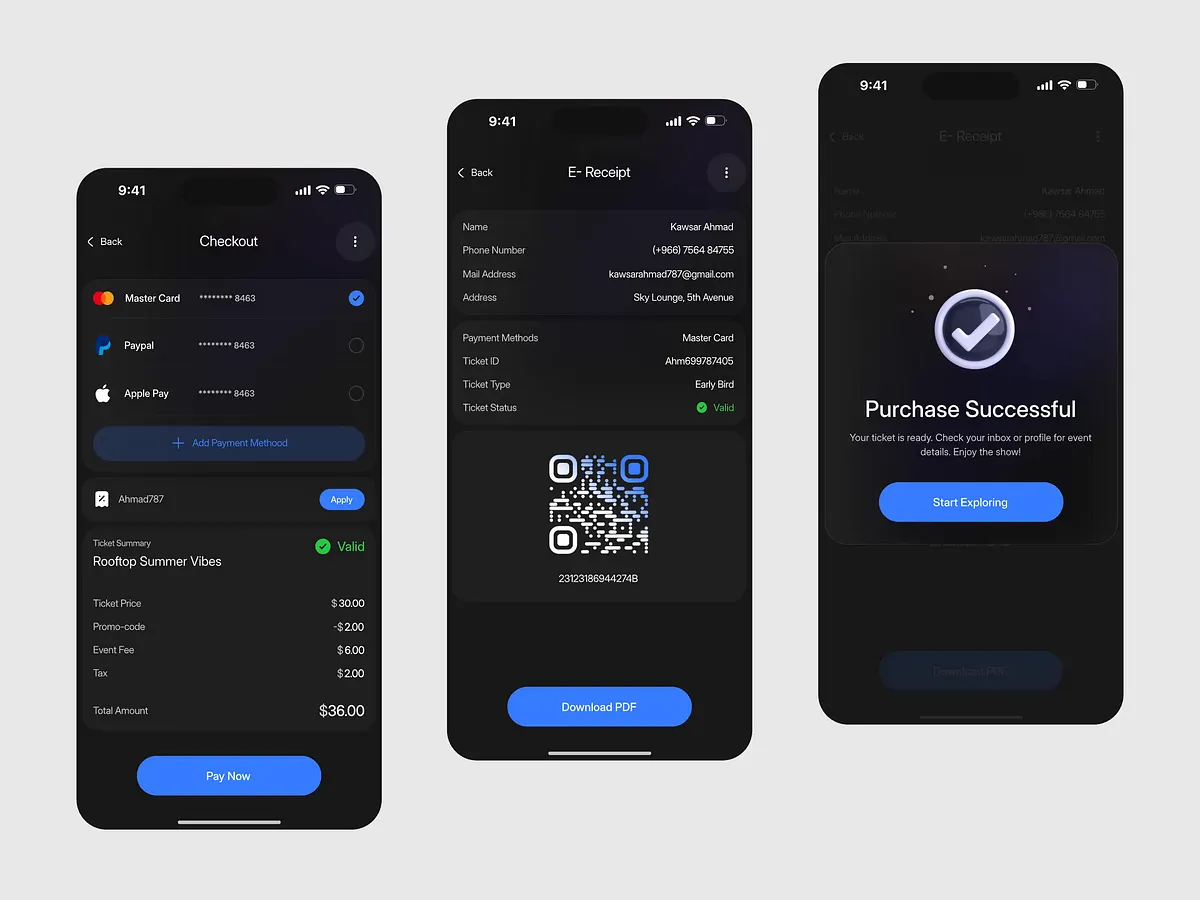 9:41
Back
Checkout
Master Card ******** 8463
Paypal ******** 8463
Apple Pay ******** 8463
+ Add Payment Methood
Ahmad787 Apply
Ticket Summary
Rooftop Summer Vibes
Valid
Ticket Price $30.00
Promo-code -$2.00
Event Fee $6.00
Tax $2.00
Total Amount $36.00
Pay Now
9:41
Back
E- Receipt
Name Kawsar Ahmad
Phone Number (+966) 7564 84755
Mail Address kawsarahmad787@gmail.com
Address Sky Lounge, 5th Avenue
Payment Methods Master Card
Ticket ID Ahm699787405
Ticket Type Early Bird
Ticket Status Valid
23123186944274B
Download PDF
9:41
Back
E- Receipt
Name Kawsar Ahmad
Phone Number (+966) 7564 84755
Mail Address kawsarahmad787@gmail.com
Purchase Successful
Your ticket is ready. Check your inbox or profile for event
details. Enjoy the show!
Start Exploring
Download PDF